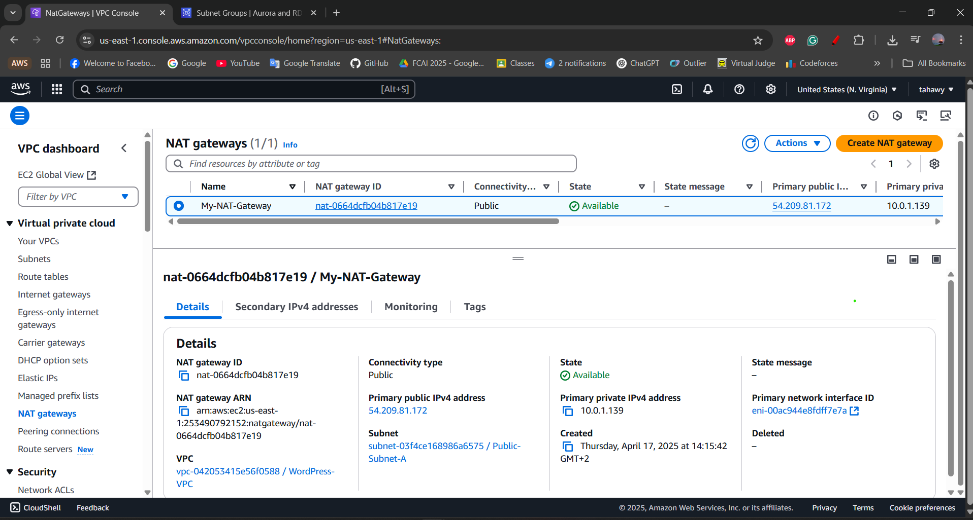 NatGateways | VPC Console
Subnet Groups | Aurora and RD
us-east-1.console.aws.amazon.com/vpcconsole/home?region=us-east-1#NatGateways:
AWS
Welcome to Facebo...
Google
YouTube
Google Translate
GitHub
FCAI 2025 - Google...
Classes
2 notifications
ChatGPT
Outlier
Virtual Judge
Codeforces
»
All Bookmarks
aws
Search
[Alt+S]
United States (N. Virginia)
tahawy
VPC dashboard
EC2 Global View
Filter by VPC
Virtual private cloud
Your VPCs
Subnets
Route tables
Internet gateways
Egress-only internet
gateways
Carrier gateways
DHCP option sets
Elastic IPs
Managed prefix lists
NAT gateways
Peering connections
Route servers New
Security
Network ACLs
NAT gateways (1/1) Info
Actions
Create NAT gateway
Find resources by attribute or tag
1
Name
NAT gateway ID
Connectivity...
State
State message
Primary public I...
Primary priva
My-NAT-Gateway
nat-0664dcfb04b817e19
Public
Available
–
54.209.81.172
10.0.1.139
nat-0664dcfb04b817e19 / My-NAT-Gateway
Details
Secondary IPv4 addresses
Monitoring
Tags
Details
NAT gateway ID
nat-0664dcfb04b817e19
NAT gateway ARN
arn:aws:ec2:us-east-
1:253490792152:natgateway/nat-
0664dcfb04b817e19
VPC
vpc-042053415e56f0588 / WordPress-
VPC
Connectivity type
Public
Primary public IPv4 address
54.209.81.172
Subnet
subnet-03f4ce168986a6575 / Public-
Subnet-A
State
Available
Primary private IPv4 address
10.0.1.139
Created
Thursday, April 17, 2025 at 14:15:42
GMT+2
State message
–
Primary network interface ID
eni-00ac944e8fdff7e7a
Deleted
–
CloudShell
Feedback
© 2025, Amazon Web Services, Inc. or its affiliates.
Privacy
Terms
Cookie preferences